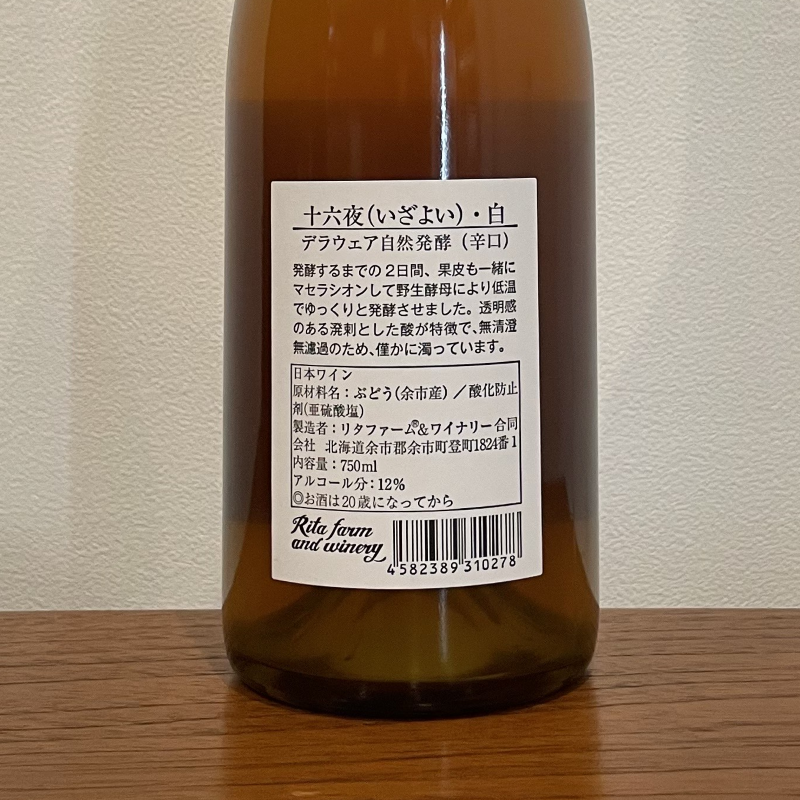 十六夜(いざよい)・白
デラウェア自然発酵（辛口）
発酵するまでの2日間、果皮も一緒に
マセラシオンして野生酵母により低温
でゆっくりと発酵させました。透明感
のある溌剌とした酸が特徴で、無清澄
無濾過のため、僅かに濁っています。
日本ワイン
原材料名：ぶどう(余市産)／酸化防止
剤(亜硫酸塩)
製造者：リタファーム®&ワイナリー合同
会社 北海道余市郡余市町登町1824番1
内容量：750ml
アルコール分：12%
◎お酒は20歳になってから
Rita farm
and winery
4582389310278